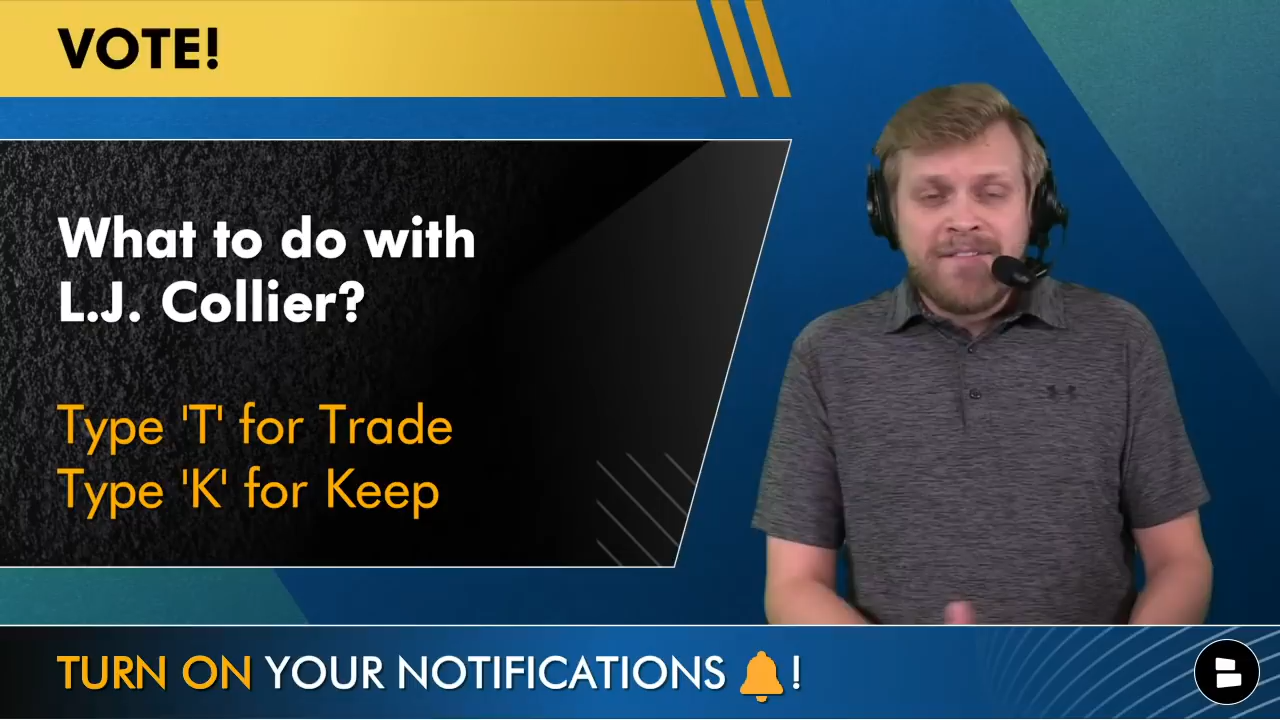 VOTE!
What to do with
L.J. Collier?
Type 'T' for Trade
Type 'K' for Keep
TURN ON YOUR NOTIFICATIONS !